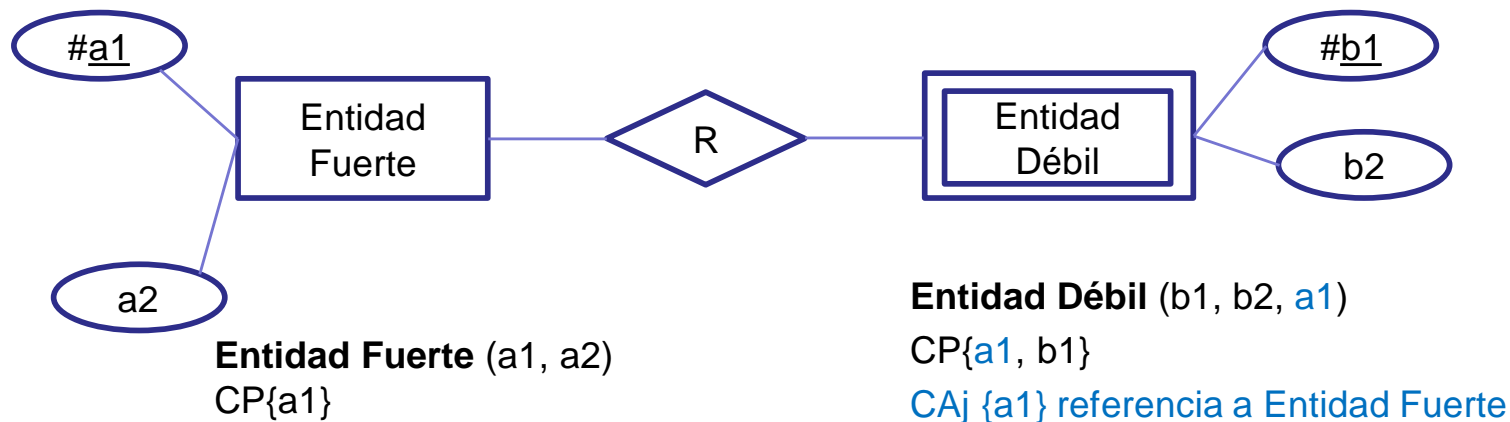 #a1
Entidad
Fuerte
R
Entidad
Débil
#b1
b2
a2
Entidad Fuerte (a1, a2)
CP{a1}
Entidad Débil (b1, b2, a1)
CP{a1, b1}
CAj {a1} referencia a Entidad Fuerte